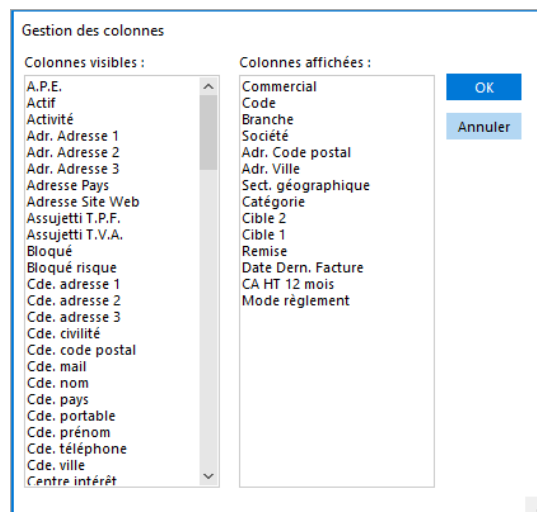 Gestion des colonnes
Colonnes visibles :
A.P.E.
Actif
Activité
Adr. Adresse 1
Adr. Adresse 2
Adr. Adresse 3
Adresse Pays
Adresse Site Web
Assujetti T.P.F.
Assujetti T.V.A.
Bloqué
Bloqué risque
Cde. adresse 1
Cde. adresse 2
Cde. adresse 3
Cde. civilité
Cde. code postal
Cde. mail
Cde. nom
Cde. pays
Cde. portable
Cde. prénom
Cde. téléphone
Cde. ville
Centre intérêt
Colonnes affichées :
Commercial
Code
Branche
Société
Adr. Code postal
Adr. Ville
Sect. géographique
Catégorie
Cible 2
Cible 1
Remise
Date Dern. Facture
CA HT 12 mois
Mode règlement
OK
Annuler